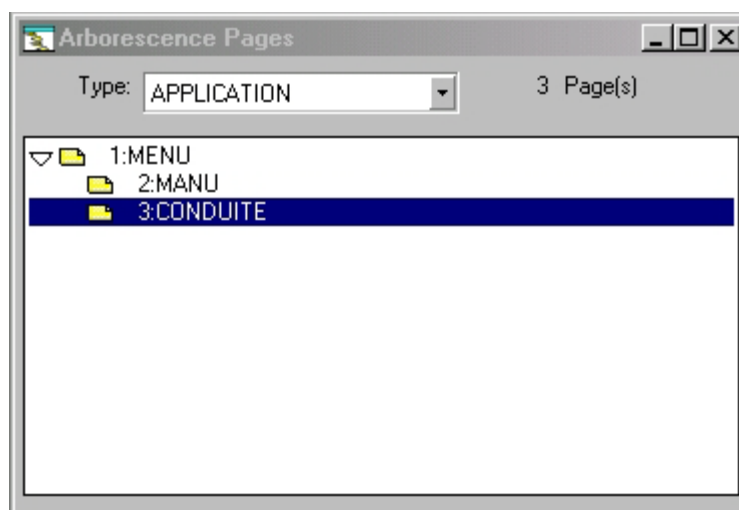 Arborescence Pages
Type: APPLICATION 3 Page(s)
1:MENU
2:MANU
3:CONDUITE